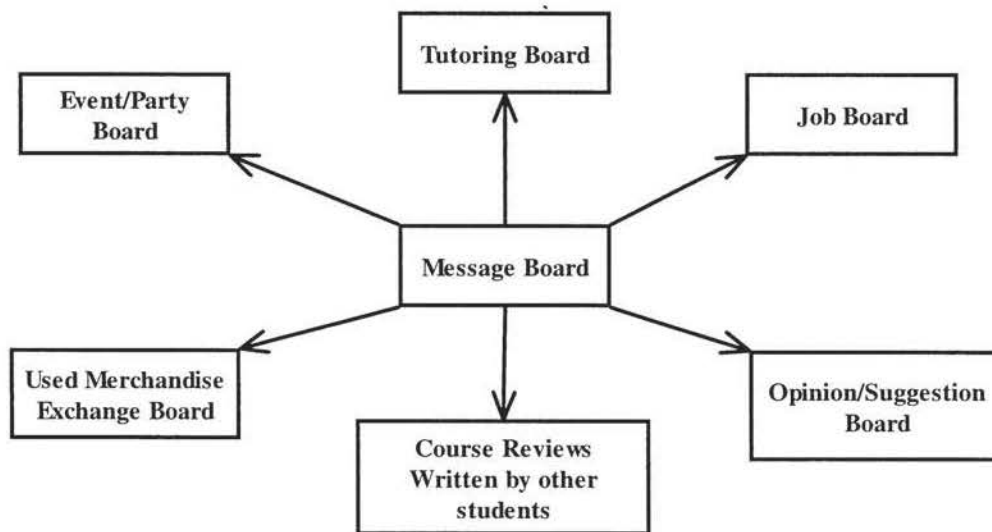 Tutoring Board
Event/Party
Board
Job Board
Message Board
Used Merchandise
Exchange Board
Opinion/Suggestion
Board
Course Reviews
Written by other
students